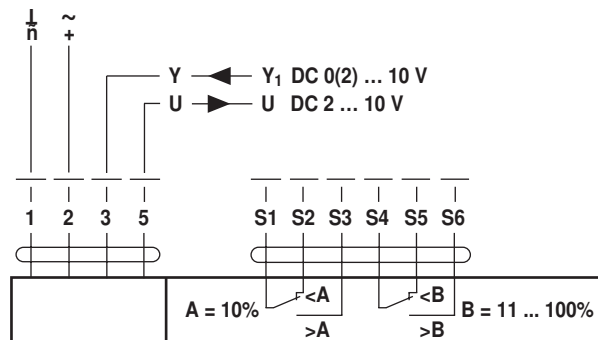 ⊥ ~
ñ +
Y Y₁ DC 0(2) ... 10 V
U U DC 2 ... 10 V
1 2 3 5 S1 S2 S3 S4 S5 S6
<A <B
A = 10% B = 11 ... 100%
>A >B